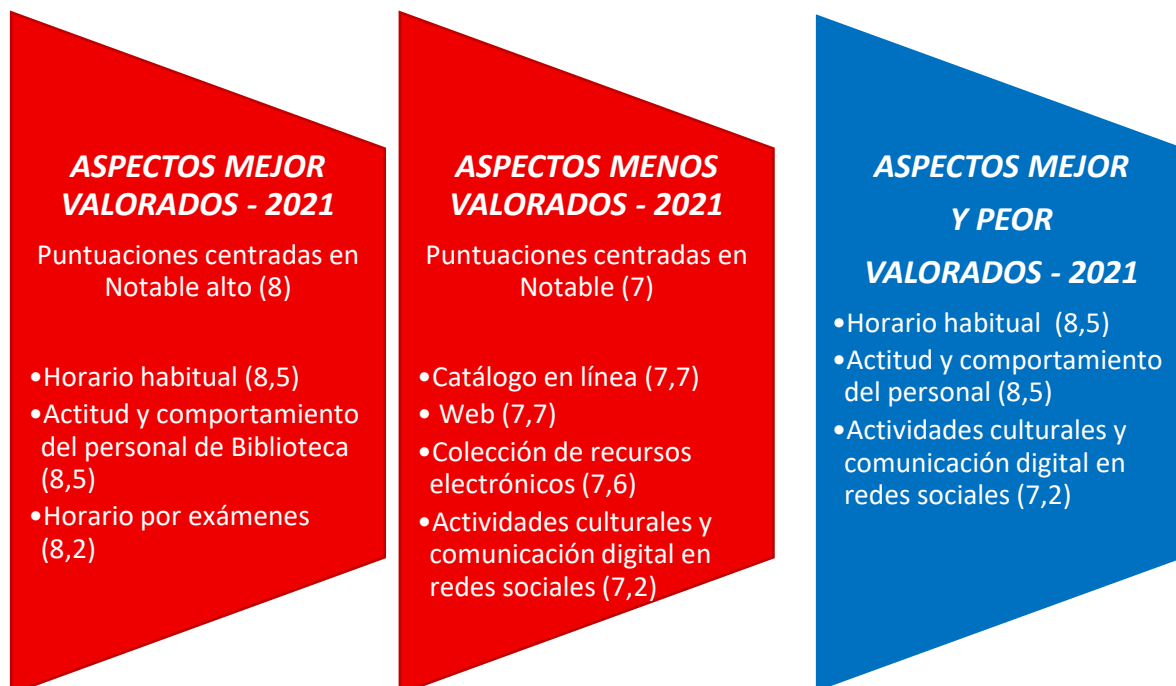 ASPECTOS MEJOR
VALORADOS - 2021
Puntuaciones centradas en
Notable alto (8)
•Horario habitual (8,5)
•Actitud y comportamiento
del personal de Biblioteca
(8,5)
•Horario por exámenes
(8,2)
ASPECTOS MENOS
VALORADOS - 2021
Puntuaciones centradas en
Notable (7)
•Catálogo en línea (7,7)
• Web (7,7)
•Colección de recursos
electrónicos (7,6)
•Actividades culturales y
comunicación digital en
redes sociales (7,2)
ASPECTOS MEJOR
Y PEOR
VALORADOS - 2021
•Horario habitual (8,5)
•Actitud y comportamiento
del personal (8,5)
•Actividades culturales y
comunicación digital en
redes sociales (7,2)